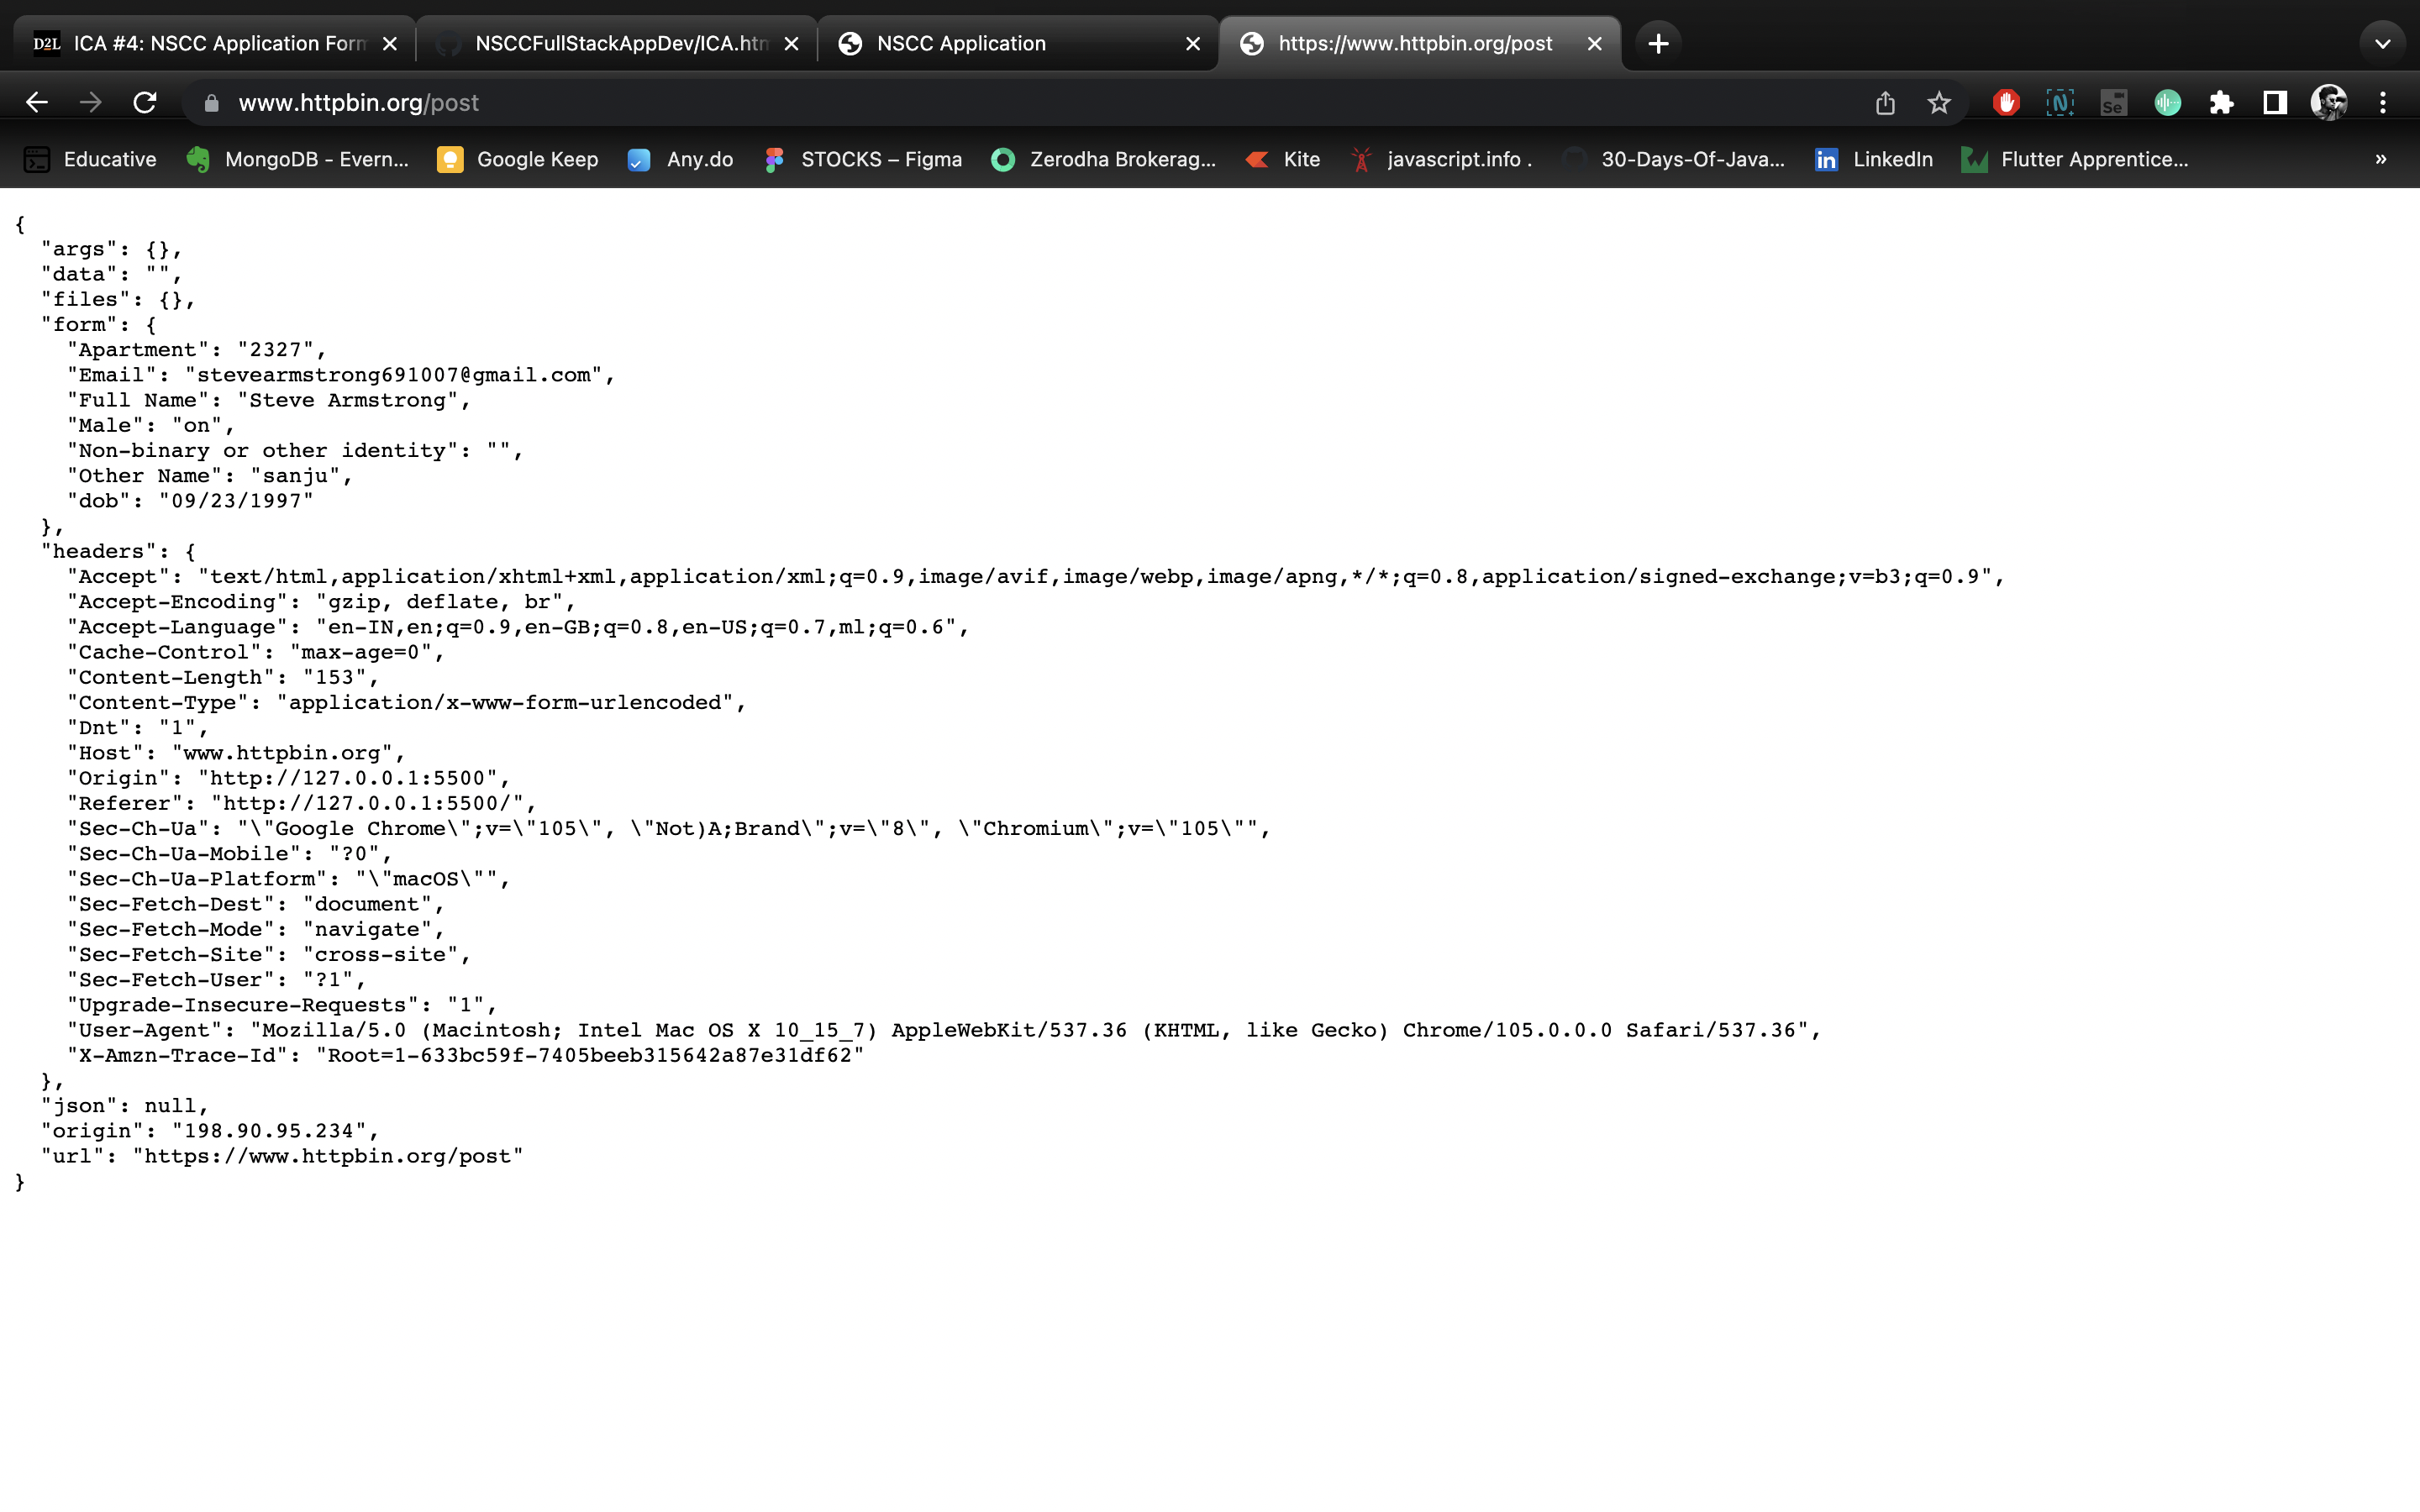 D2L ICA #4: NSCC Application Form
NSCCFullStackAppDev/ICA.htm
NSCC Application
https://www.httpbin.org/post
www.httpbin.org/post
Se
Educative
MongoDB - Evern...
Google Keep
Any.do
STOCKS – Figma
Zerodha Brokerag...
Kite
javascript.info .
30-Days-Of-Java...
in LinkedIn
Flutter Apprentice...
»
{
  "args": {},
  "data": "",
  "files": {},
  "form": {
    "Apartment": "2327",
    "Email": "stevearmstrong691007@gmail.com",
    "Full Name": "Steve Armstrong",
    "Male": "on",
    "Non-binary or other identity": "",
    "Other Name": "sanju",
    "dob": "09/23/1997"
  },
  "headers": {
    "Accept": "text/html,application/xhtml+xml,application/xml;q=0.9,image/avif,image/webp,image/apng,*/*;q=0.8,application/signed-exchange;v=b3;q=0.9",
    "Accept-Encoding": "gzip, deflate, br",
    "Accept-Language": "en-IN,en;q=0.9,en-GB;q=0.8,en-US;q=0.7,ml;q=0.6",
    "Cache-Control": "max-age=0",
    "Content-Length": "153",
    "Content-Type": "application/x-www-form-urlencoded",
    "Dnt": "1",
    "Host": "www.httpbin.org",
    "Origin": "http://127.0.0.1:5500",
    "Referer": "http://127.0.0.1:5500/",
    "Sec-Ch-Ua": "\"Google Chrome\";v=\"105\", \"Not)A;Brand\";v=\"8\", \"Chromium\";v=\"105\"",
    "Sec-Ch-Ua-Mobile": "?0",
    "Sec-Ch-Ua-Platform": "\"macOS\"",
    "Sec-Fetch-Dest": "document",
    "Sec-Fetch-Mode": "navigate",
    "Sec-Fetch-Site": "cross-site",
    "Sec-Fetch-User": "?1",
    "Upgrade-Insecure-Requests": "1",
    "User-Agent": "Mozilla/5.0 (Macintosh; Intel Mac OS X 10_15_7) AppleWebKit/537.36 (KHTML, like Gecko) Chrome/105.0.0.0 Safari/537.36",
    "X-Amzn-Trace-Id": "Root=1-633bc59f-7405beeb315642a87e31df62"
  },
  "json": null,
  "origin": "198.90.95.234",
  "url": "https://www.httpbin.org/post"
}